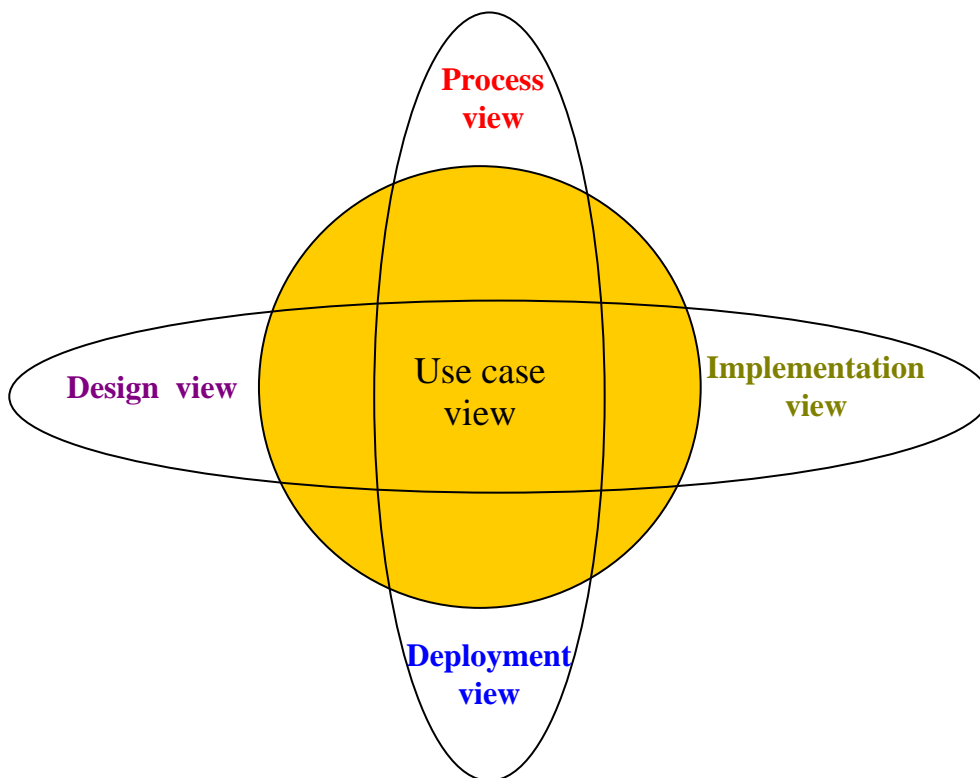 Process
view
Use case
view
Design view
Implementation
view
Deployment
view